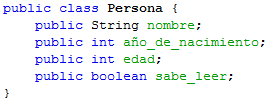 public class Persona {
    public String nombre;
    public int año_de_nacimiento;
    public int edad;
    public boolean sabe_leer;
}